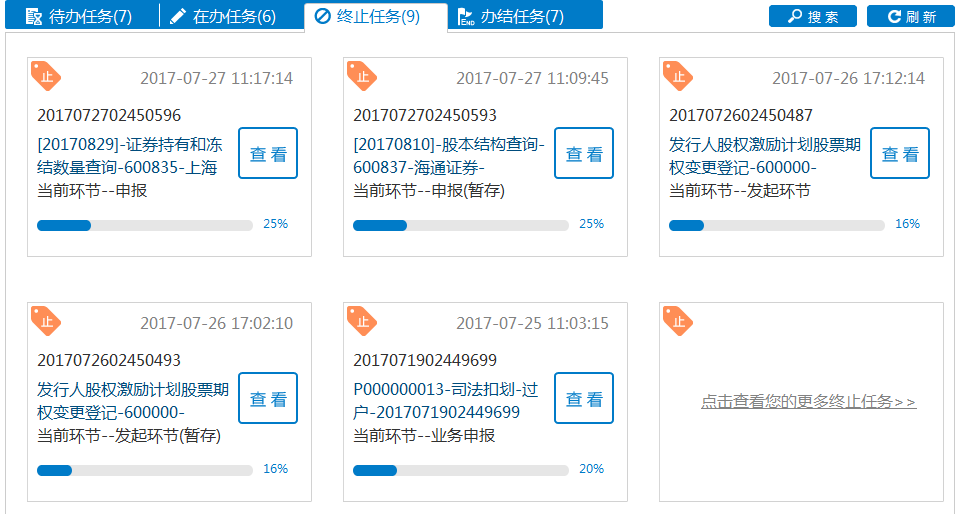 待办任务(7)
在办任务(6)
终止任务(9)
END
办结任务(7)
搜 索
刷 新
止
2017-07-27 11:17:14
2017072702450596
[20170829]-证券持有和冻
结数量查询-600835-上海
当前环节--申报
查 看
25%
止
2017-07-27 11:09:45
2017072702450593
[20170810]-股本结构查询-
600837-海通证券-
当前环节--申报(暂存)
查 看
25%
止
2017-07-26 17:12:14
2017072602450487
发行人股权激励计划股票期
权变更登记-600000-
当前环节--发起环节
查 看
16%
止
2017-07-26 17:02:10
2017072602450493
发行人股权激励计划股票期
权变更登记-600000-
当前环节--发起环节(暂存)
查 看
16%
止
2017-07-25 11:03:15
2017071902449699
P000000013-司法扣划-过
户-2017071902449699
当前环节--业务申报
查 看
20%
止
点击查看您的更多终止任务>>